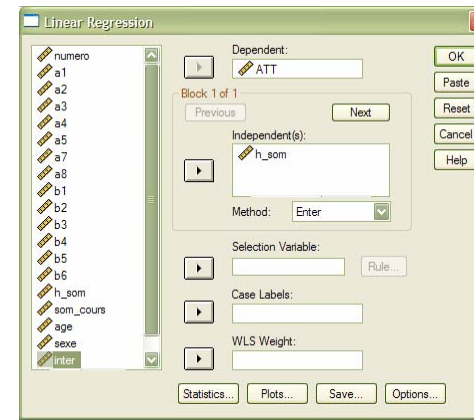 Linear Regression
numero
a1
a2
a3
a4
a5
a7
a8
b1
b2
b3
b4
b5
b6
h_som
som_cours
age
sexe
inter
Dependent:
ATT
Block 1 of 1
Previous
Next
Independent(s):
h_som
Method: Enter
Selection Variable:
Rule...
Case Labels:
WLS Weight:
Statistics... Plots... Save... Options...
OK
Paste
Reset
Cancel
Help